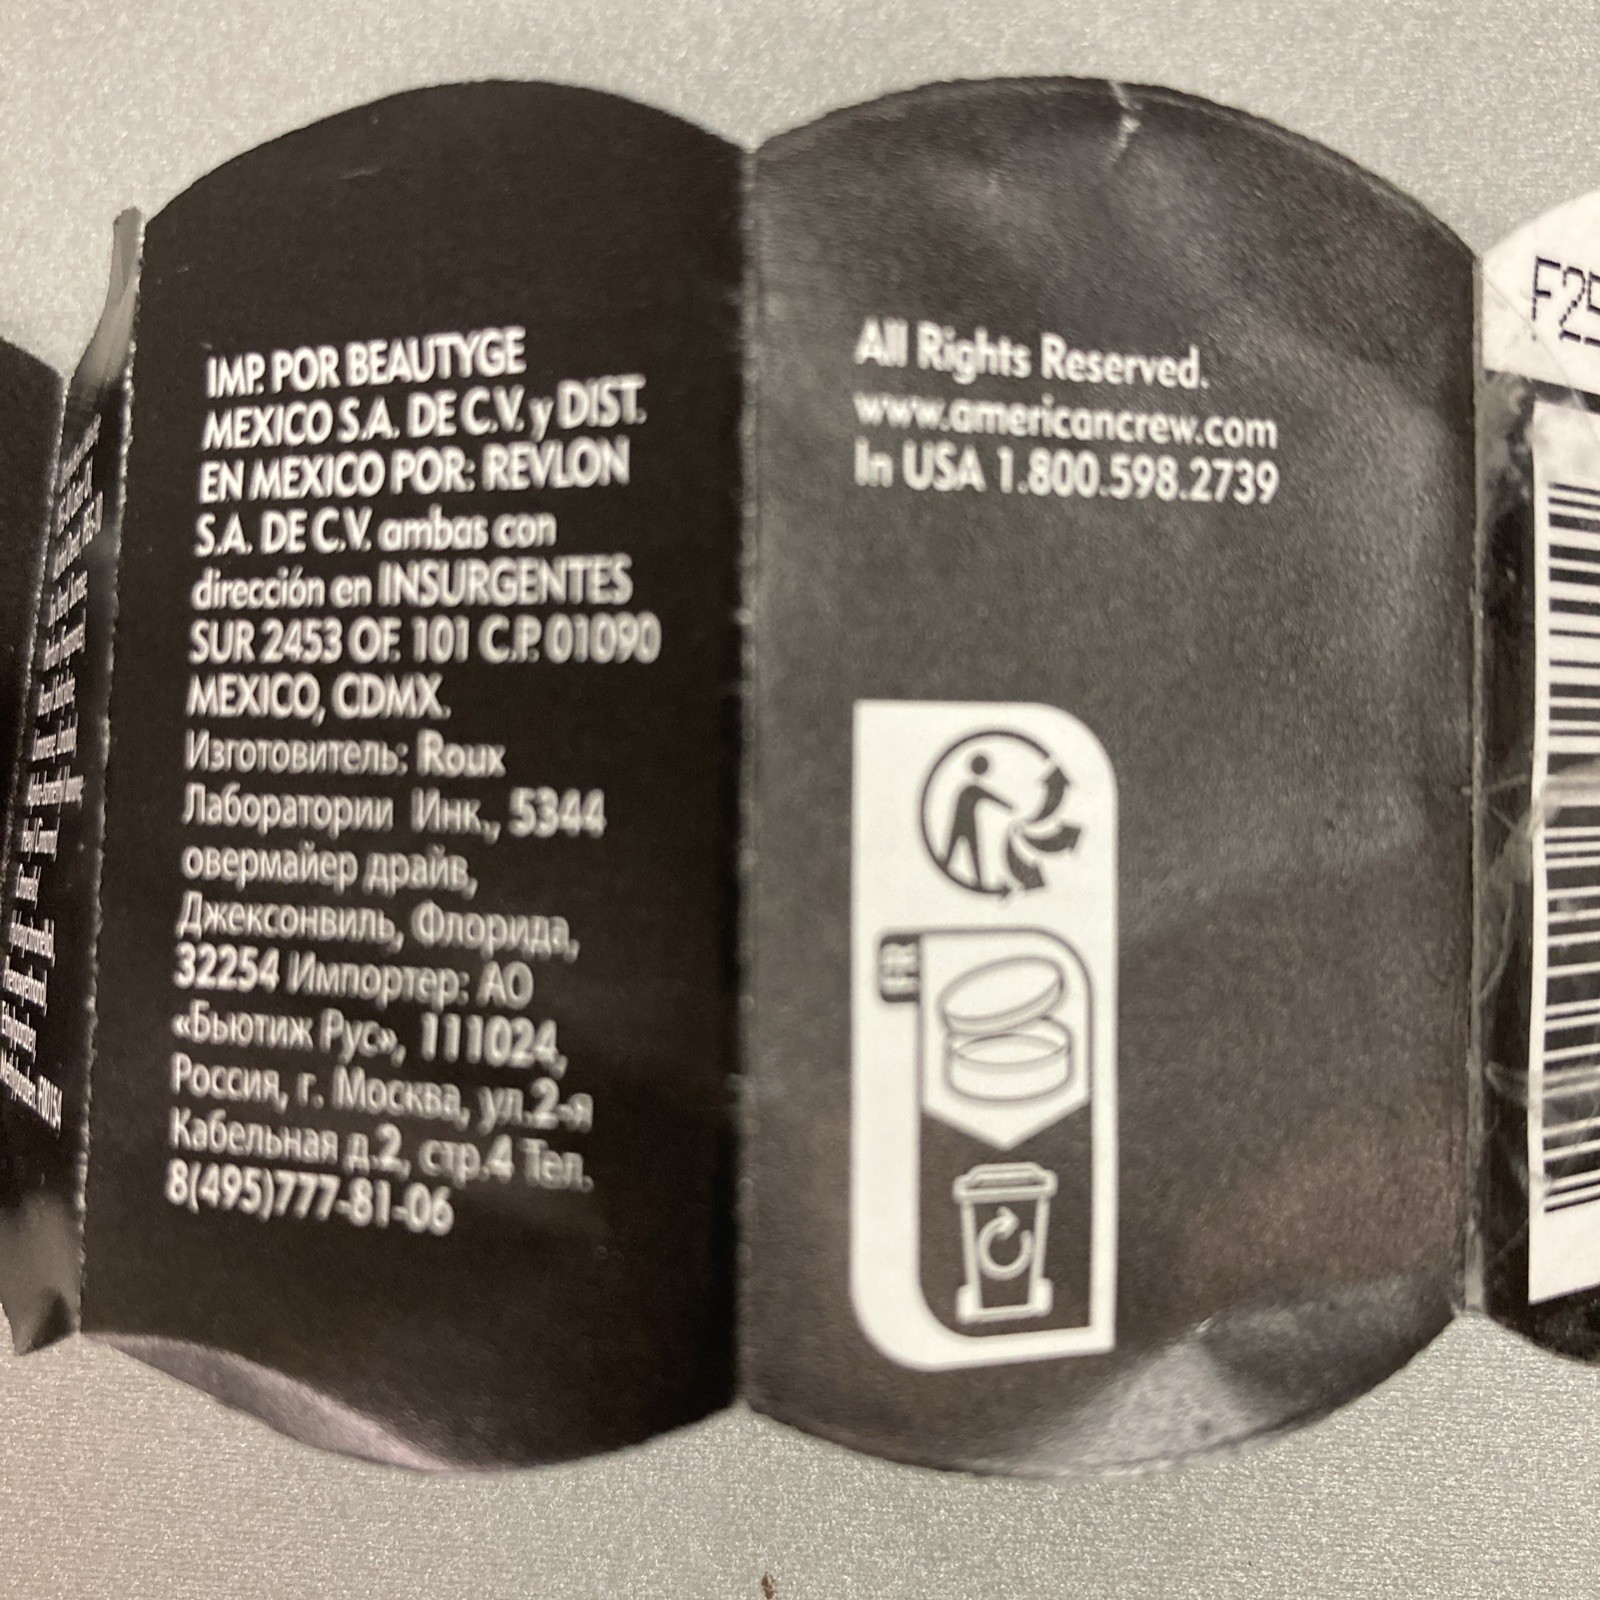 IMP. POR BEAUTYGE
MEXICO S.A. DE C.V. y DIST.
EN MEXICO POR: REVLON
S.A. DE C.V. ambas con
dirección en INSURGENTES
SUR 2453 OF. 101 C.P. 01090
MEXICO, CDMX.
Изготовитель: Roux
Лаборатории Инк., 5344
овермайер драйв,
Джексонвиль, Флорида,
32254 Импортер: АО
«Бьютиж Рус», 111024,
Россия, г. Москва, ул.2-я
Кабельная д.2, стр.4 Тел.
8(495)777-81-06
All Rights Reserved.
www.americancrew.com
In USA 1.800.598.2739
FR
F25